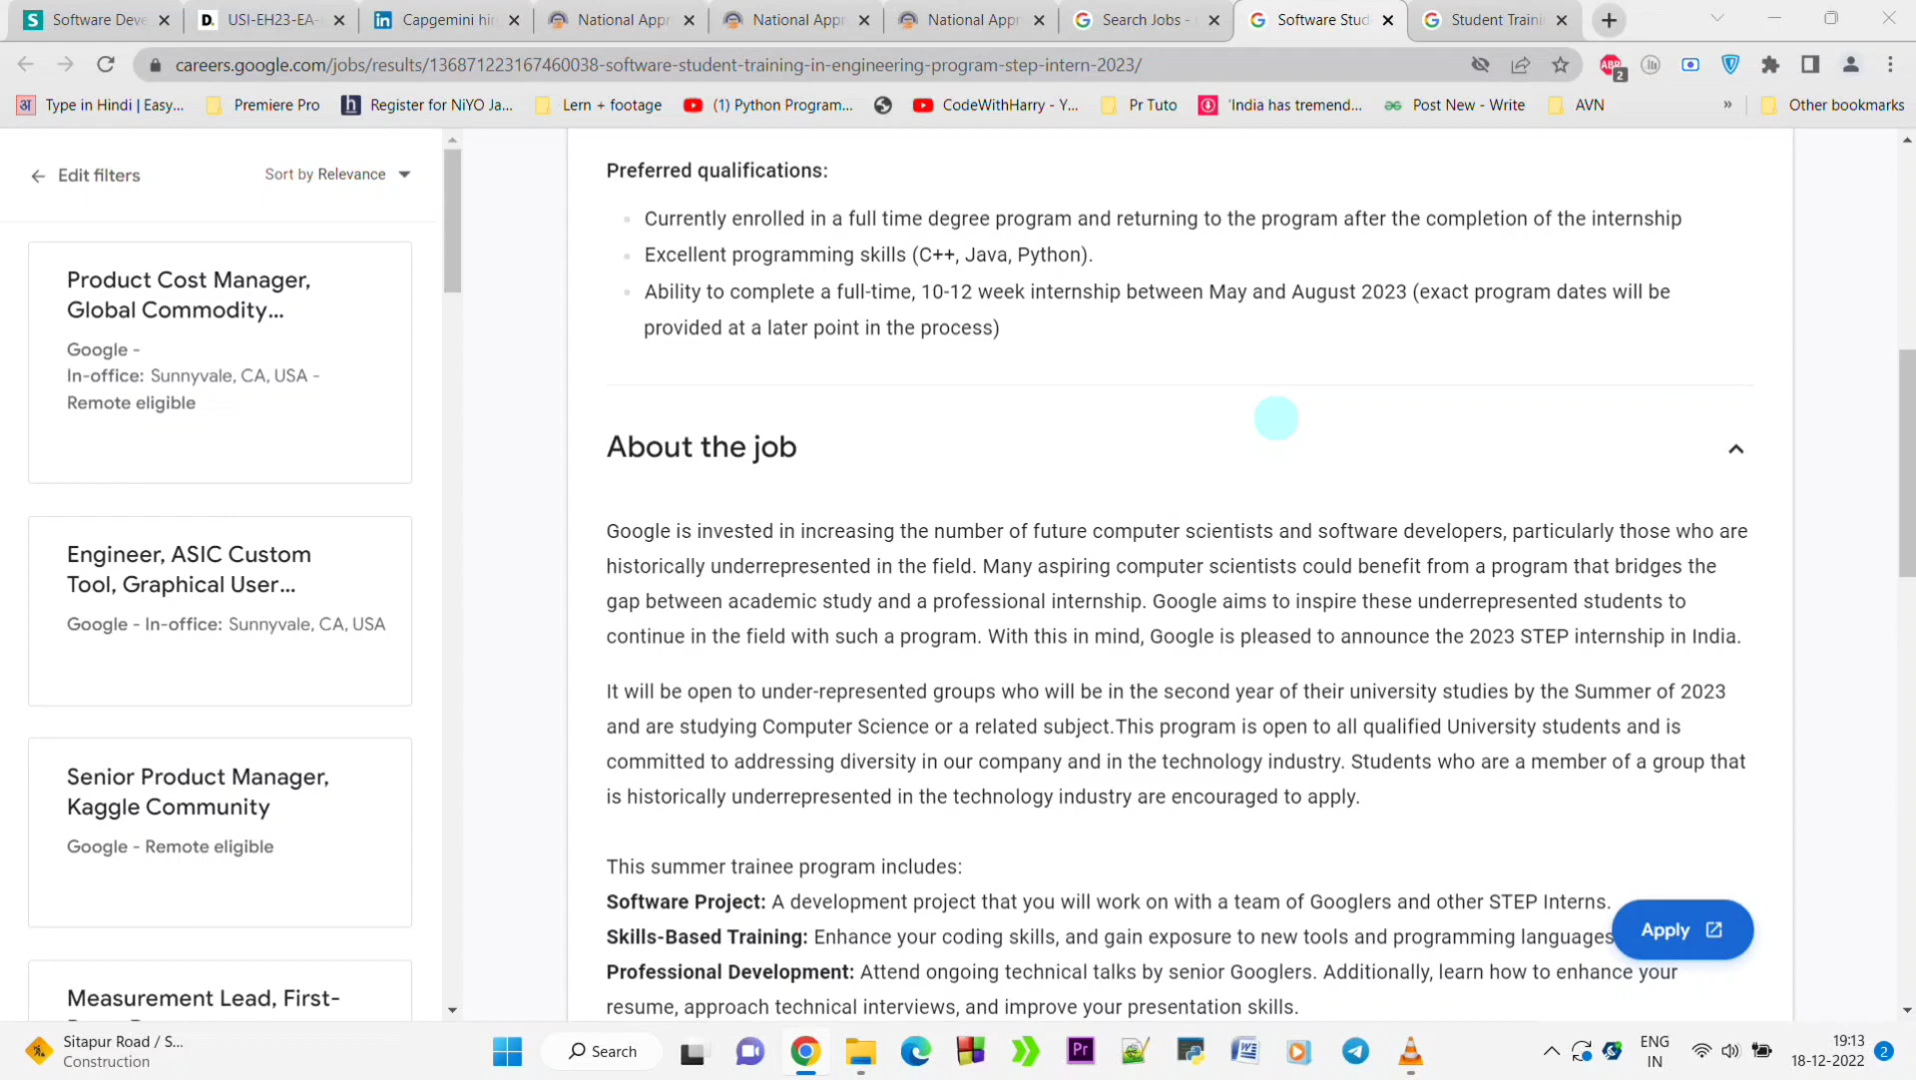 Software Deve
USI-EH23-EA-
Capgemini hir
National Appr
National Appr
National Appr
Search Jobs -
Software Stud
Student Traini
careers.google.com/jobs/results/136871223167460038-software-student-training-in-engineering-program-step-intern-2023/
Type in Hindi | Easy...
Premiere Pro
Register for NiYO Ja...
Lern + footage
(1) Python Program...
CodeWithHarry - Y...
Pr Tuto
'India has tremend...
Post New - Write
AVN
»
Other bookmarks
Edit filters
Sort by Relevance
Product Cost Manager,
Global Commodity...
Google -
In-office: Sunnyvale, CA, USA -
Remote eligible
Engineer, ASIC Custom
Tool, Graphical User...
Google - In-office: Sunnyvale, CA, USA
Senior Product Manager,
Kaggle Community
Google - Remote eligible
Measurement Lead, First-
Preferred qualifications:
Currently enrolled in a full time degree program and returning to the program after the completion of the internship
Excellent programming skills (C++, Java, Python).
Ability to complete a full-time, 10-12 week internship between May and August 2023 (exact program dates will be
provided at a later point in the process)
About the job
Google is invested in increasing the number of future computer scientists and software developers, particularly those who are
historically underrepresented in the field. Many aspiring computer scientists could benefit from a program that bridges the
gap between academic study and a professional internship. Google aims to inspire these underrepresented students to
continue in the field with such a program. With this in mind, Google is pleased to announce the 2023 STEP internship in India.
It will be open to under-represented groups who will be in the second year of their university studies by the Summer of 2023
and are studying Computer Science or a related subject.This program is open to all qualified University students and is
committed to addressing diversity in our company and in the technology industry. Students who are a member of a group that
is historically underrepresented in the technology industry are encouraged to apply.
This summer trainee program includes:
Software Project: A development project that you will work on with a team of Googlers and other STEP Interns.
Skills-Based Training: Enhance your coding skills, and gain exposure to new tools and programming languages
Professional Development: Attend ongoing technical talks by senior Googlers. Additionally, learn how to enhance your
resume, approach technical interviews, and improve your presentation skills.
Apply
Sitapur Road / S...
Construction
Search
ENG
IN
19:13
18-12-2022
2